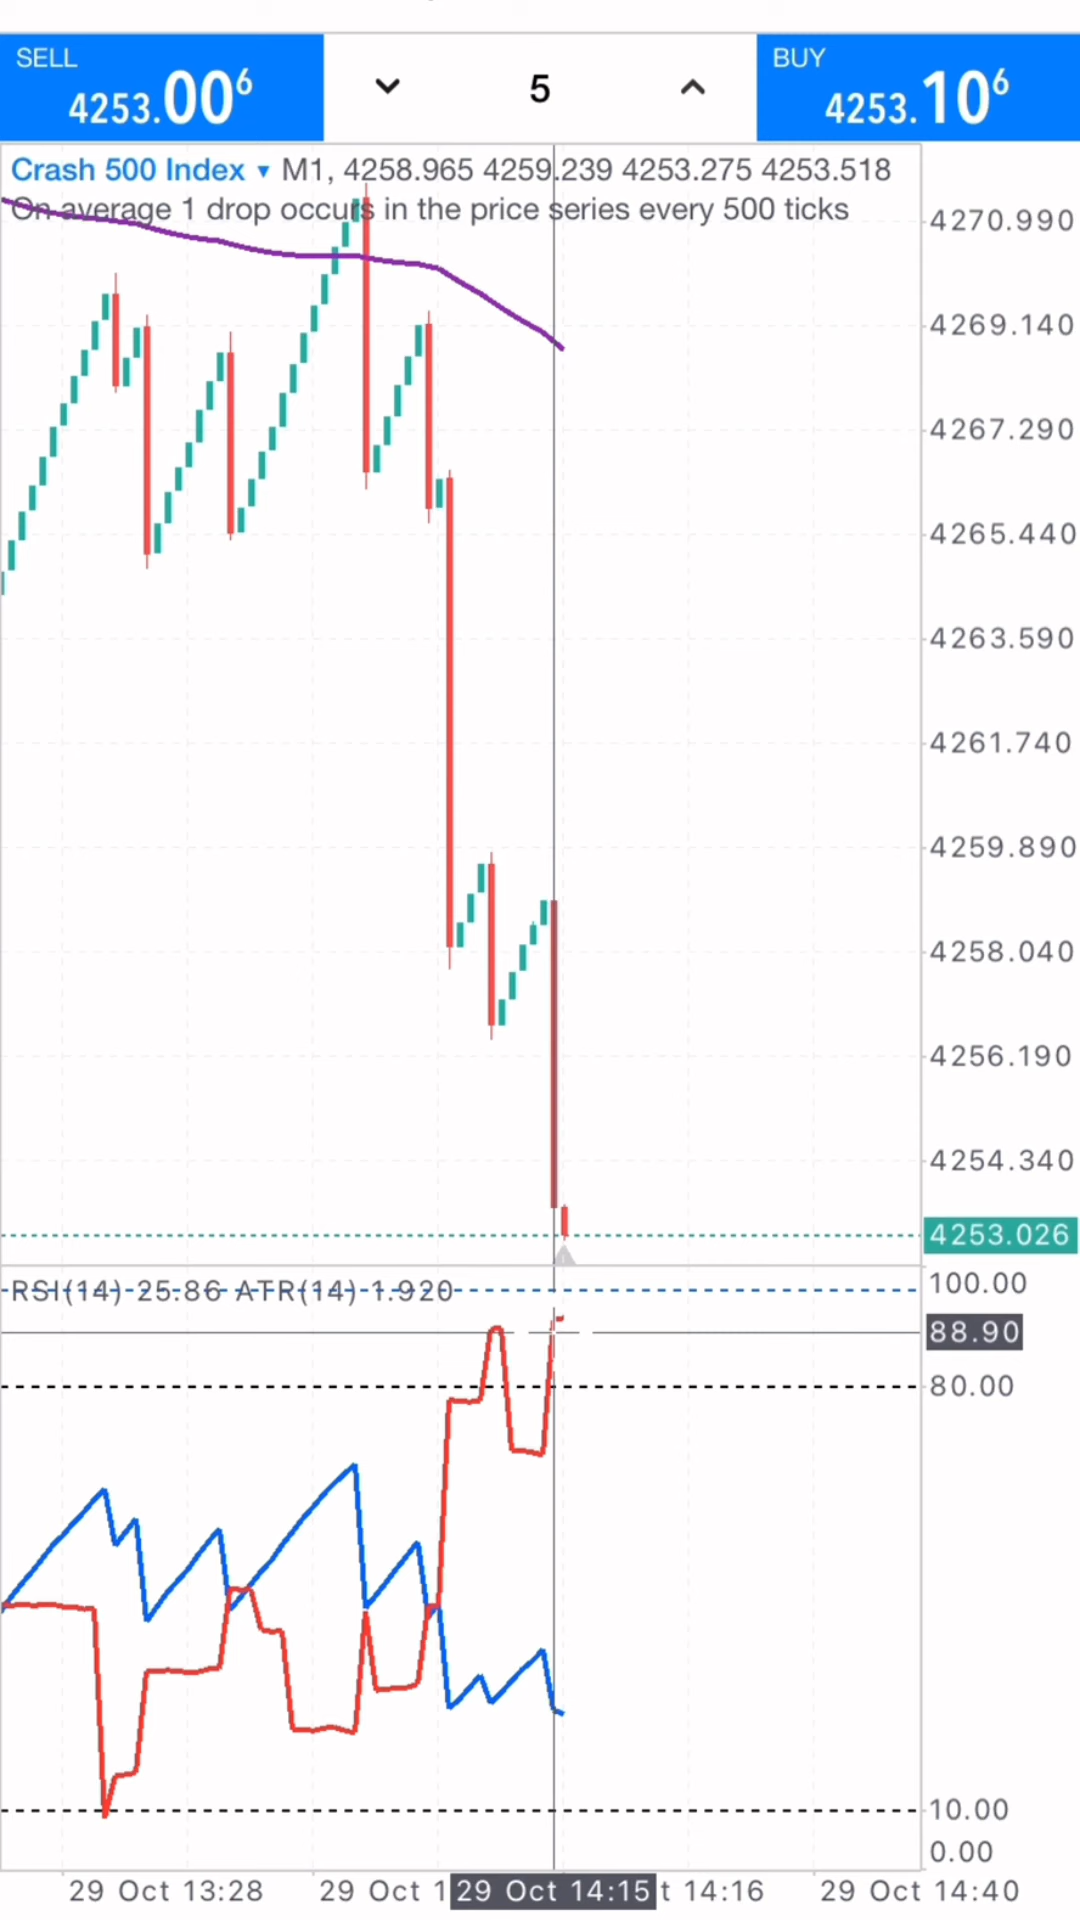 SELL
4253.00⁶
5
BUY
4253.10⁶
Crash 500 Index ▼ M1, 4258.965 4259.239 4253.275 4253.518
On average 1 drop occurs in the price series every 500 ticks
4270.990
4269.140
4267.290
4265.440
4263.590
4261.740
4259.890
4258.040
4256.190
4254.340
4253.026
RSI(14) 25.86 ATR(14) 1.920
100.00
88.90
80.00
10.00
0.00
29 Oct 13:28
29 Oct 1
29 Oct 14:15
t 14:16
29 Oct 14:40